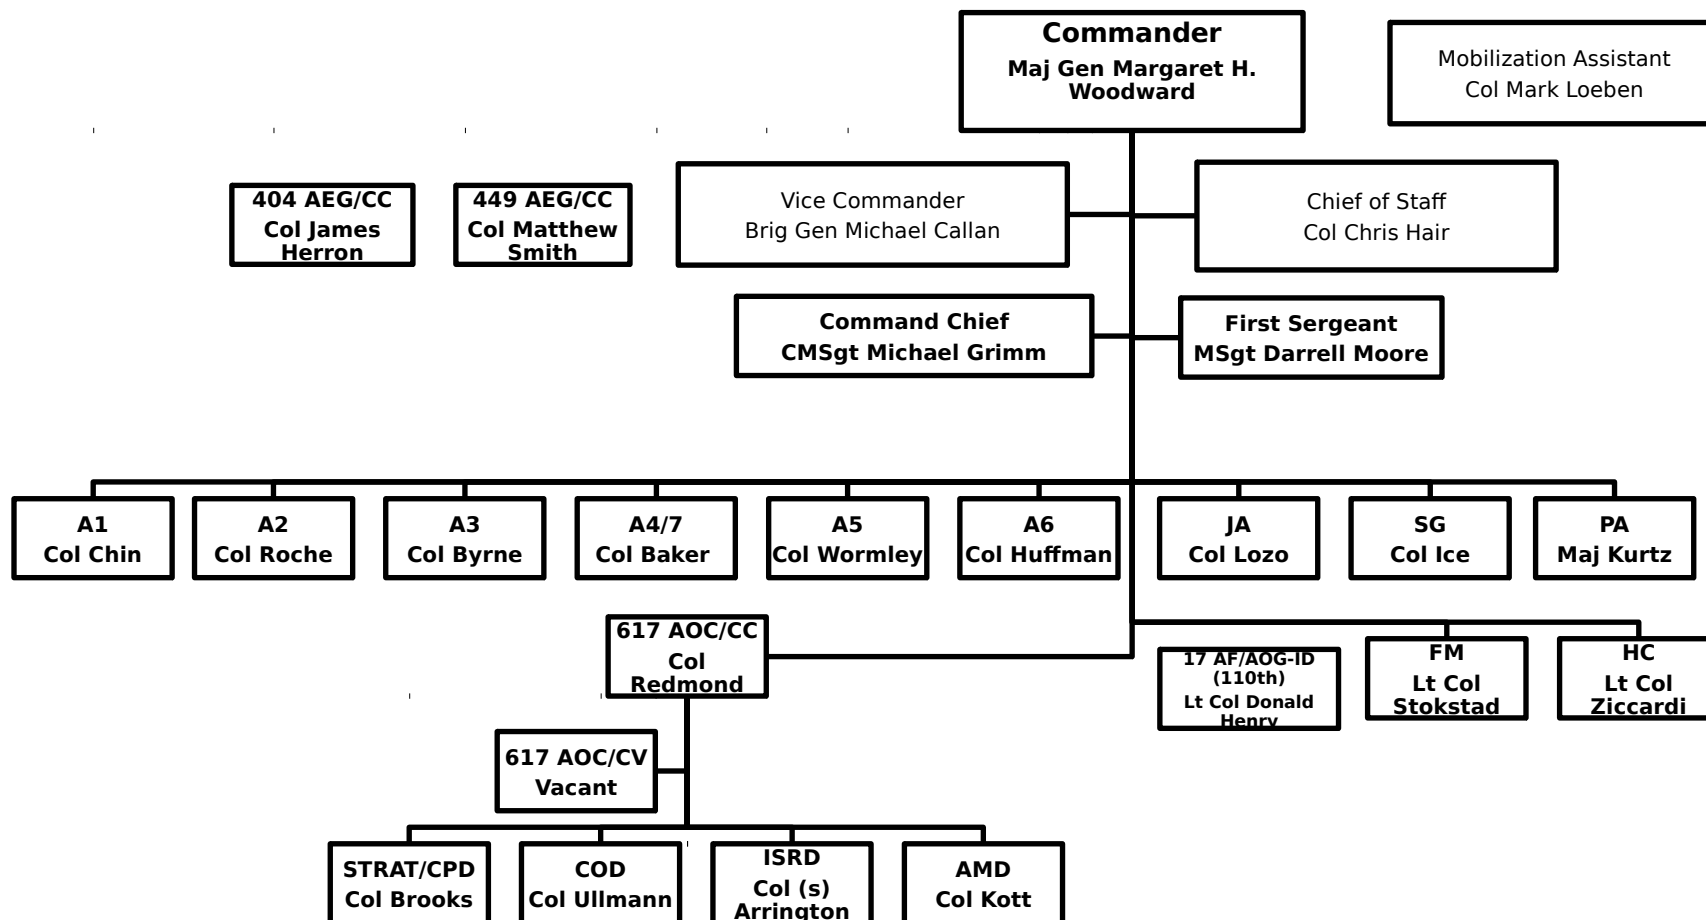 Commander
Maj Gen Margaret H.
Woodward
Mobilization Assistant
Col Mark Loeben
404 AEG/CC
Col James
Herron
449 AEG/CC
Col Matthew
Smith
Vice Commander
Brig Gen Michael Callan
Chief of Staff
Col Chris Hair
Command Chief
CMSgt Michael Grimm
First Sergeant
MSgt Darrell Moore
A1
Col Chin
A2
Col Roche
A3
Col Byrne
A4/7
Col Baker
A5
Col Wormley
A6
Col Huffman
JA
Col Lozo
SG
Col Ice
PA
Maj Kurtz
617 AOC/CC
Col
Redmond
17 AF/AOG-ID
(110th)
Lt Col Donald
Henry
FM
Lt Col
Stokstad
HC
Lt Col
Ziccardi
617 AOC/CV
Vacant
STRAT/CPD
Col Brooks
COD
Col Ullmann
ISRD
Col (s)
Arrington
AMD
Col Kott